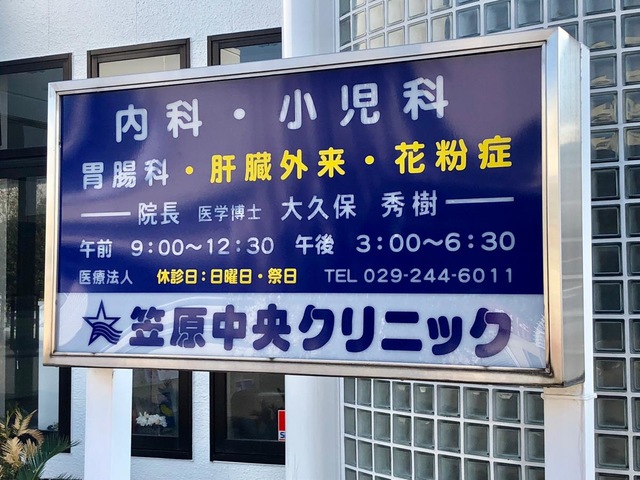 内科・小児科
胃腸科・肝臓外来・花粉症
院長 医学博士 大久保 秀樹
午前 9:00〜12:30 午後 3:00〜6:30
医療法人 休診日:日曜日・祭日 TEL 029-244-6011
笠原中央クリニック